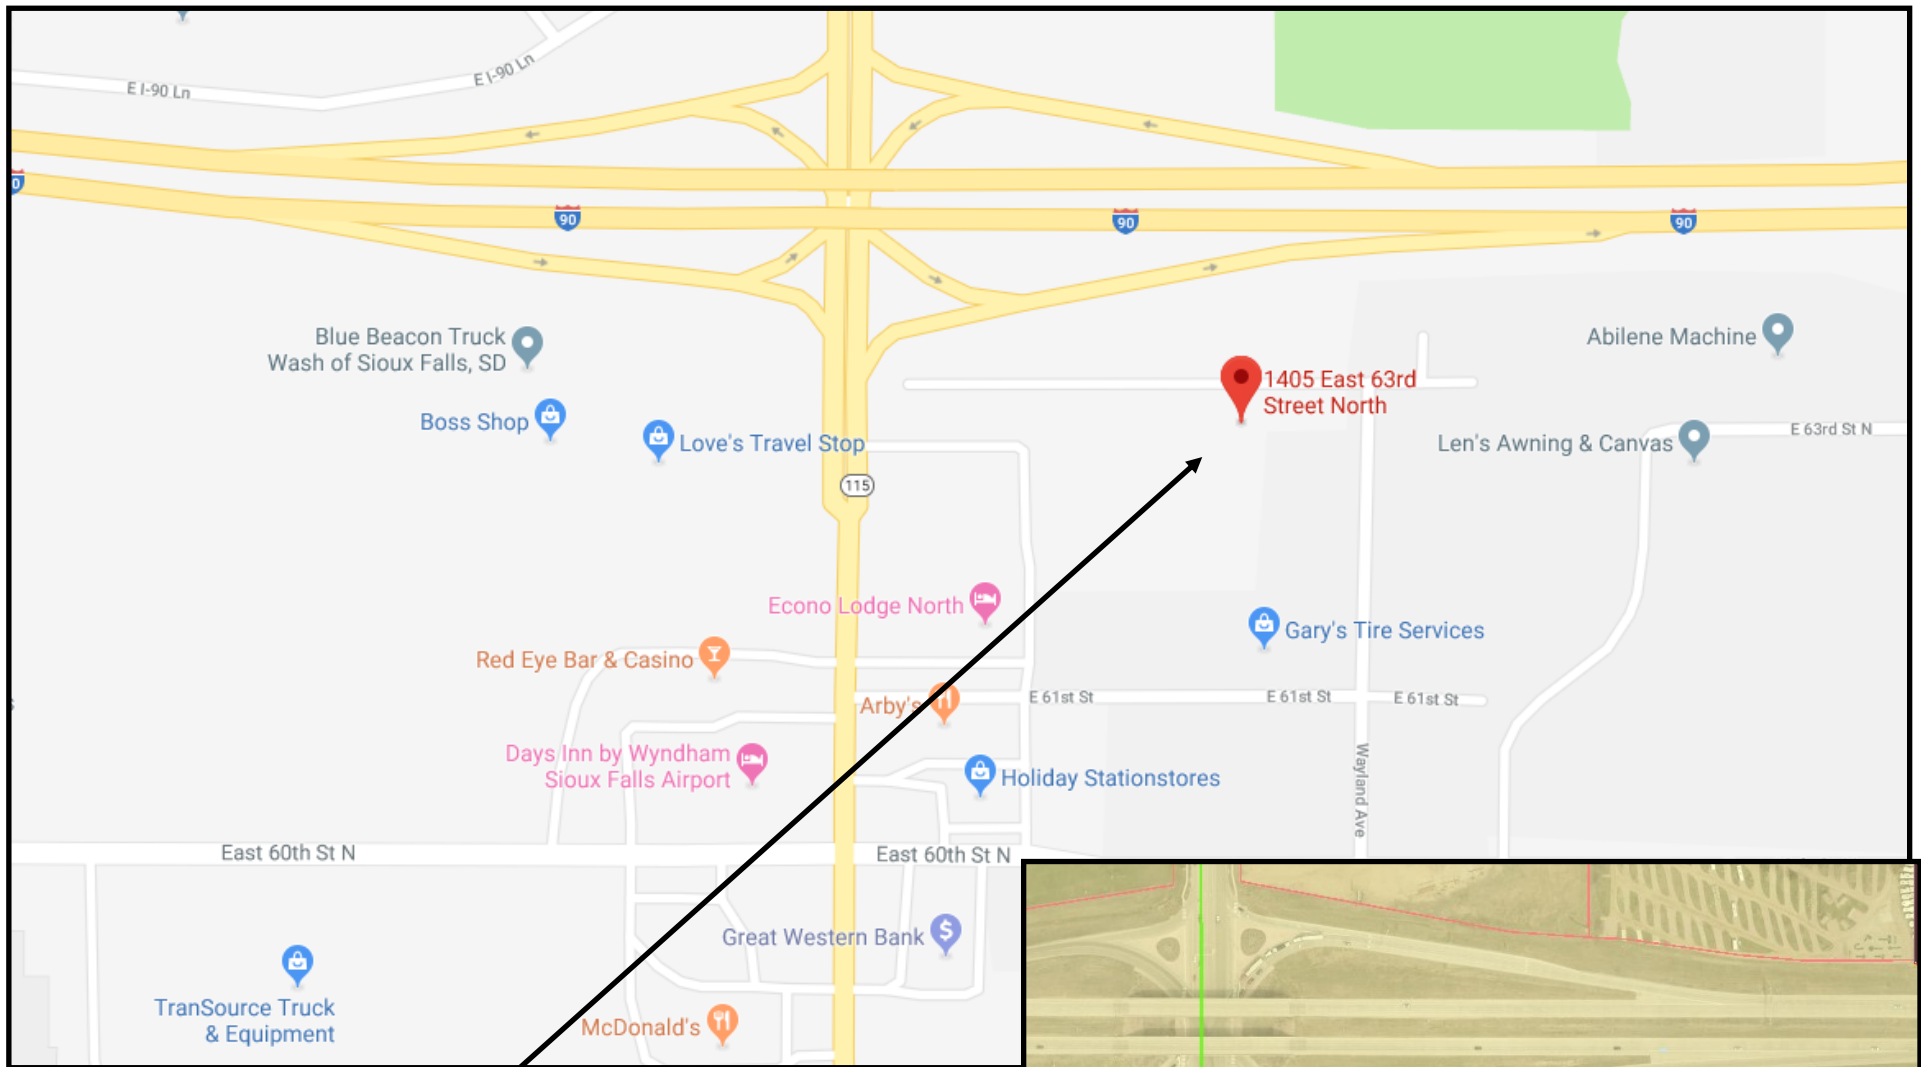 E I-90 Ln
E I-90 Ln
90
90
90
Blue Beacon Truck
Wash of Sioux Falls, SD
Abilene Machine
1405 East 63rd
Street North
Boss Shop
Love's Travel Stop
Len's Awning & Canvas
E 63rd St N
115
Econo Lodge North
Gary's Tire Services
Red Eye Bar & Casino
Arby's
E 61st St
E 61st St
E 61st St
Days Inn by Wyndham
Sioux Falls Airport
Holiday Stationstores
Wayland Ave
East 60th St N
East 60th St N
Great Western Bank
TranSource Truck
& Equipment
McDonald's